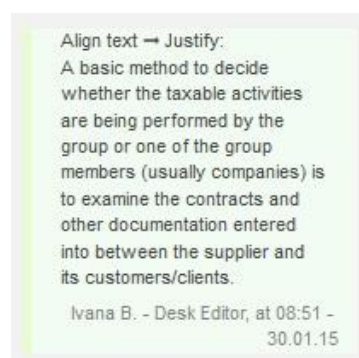 Align text → Justify:
A basic method to decide
whether the taxable activities
are being performed by the
group or one of the group
members (usually companies) is
to examine the contracts and
other documentation entered
into between the supplier and
its customers/clients.
Ivana B. - Desk Editor, at 08:51 -
30.01.15